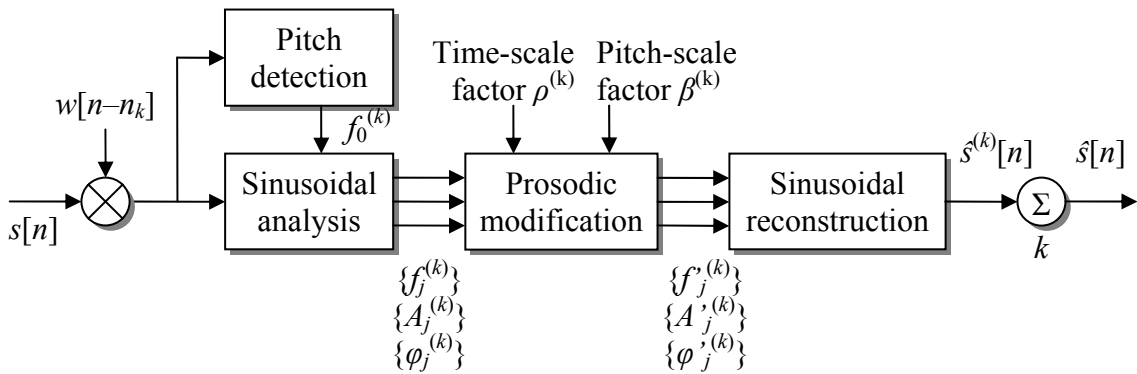 Pitch
detection
Time-scale
factor ρ^(k)
Pitch-scale
factor β^(k)
w[n–n_k]
f_0^(k)
s[n]
Sinusoidal
analysis
Prosodic
modification
Sinusoidal
reconstruction
ŝ^(k)[n]
ŝ[n]
Σ
k
{f_j^(k)}
{A_j^(k)}
{φ_j^(k)}
{f'_j^(k)}
{A'_j^(k)}
{φ'_j^(k)}